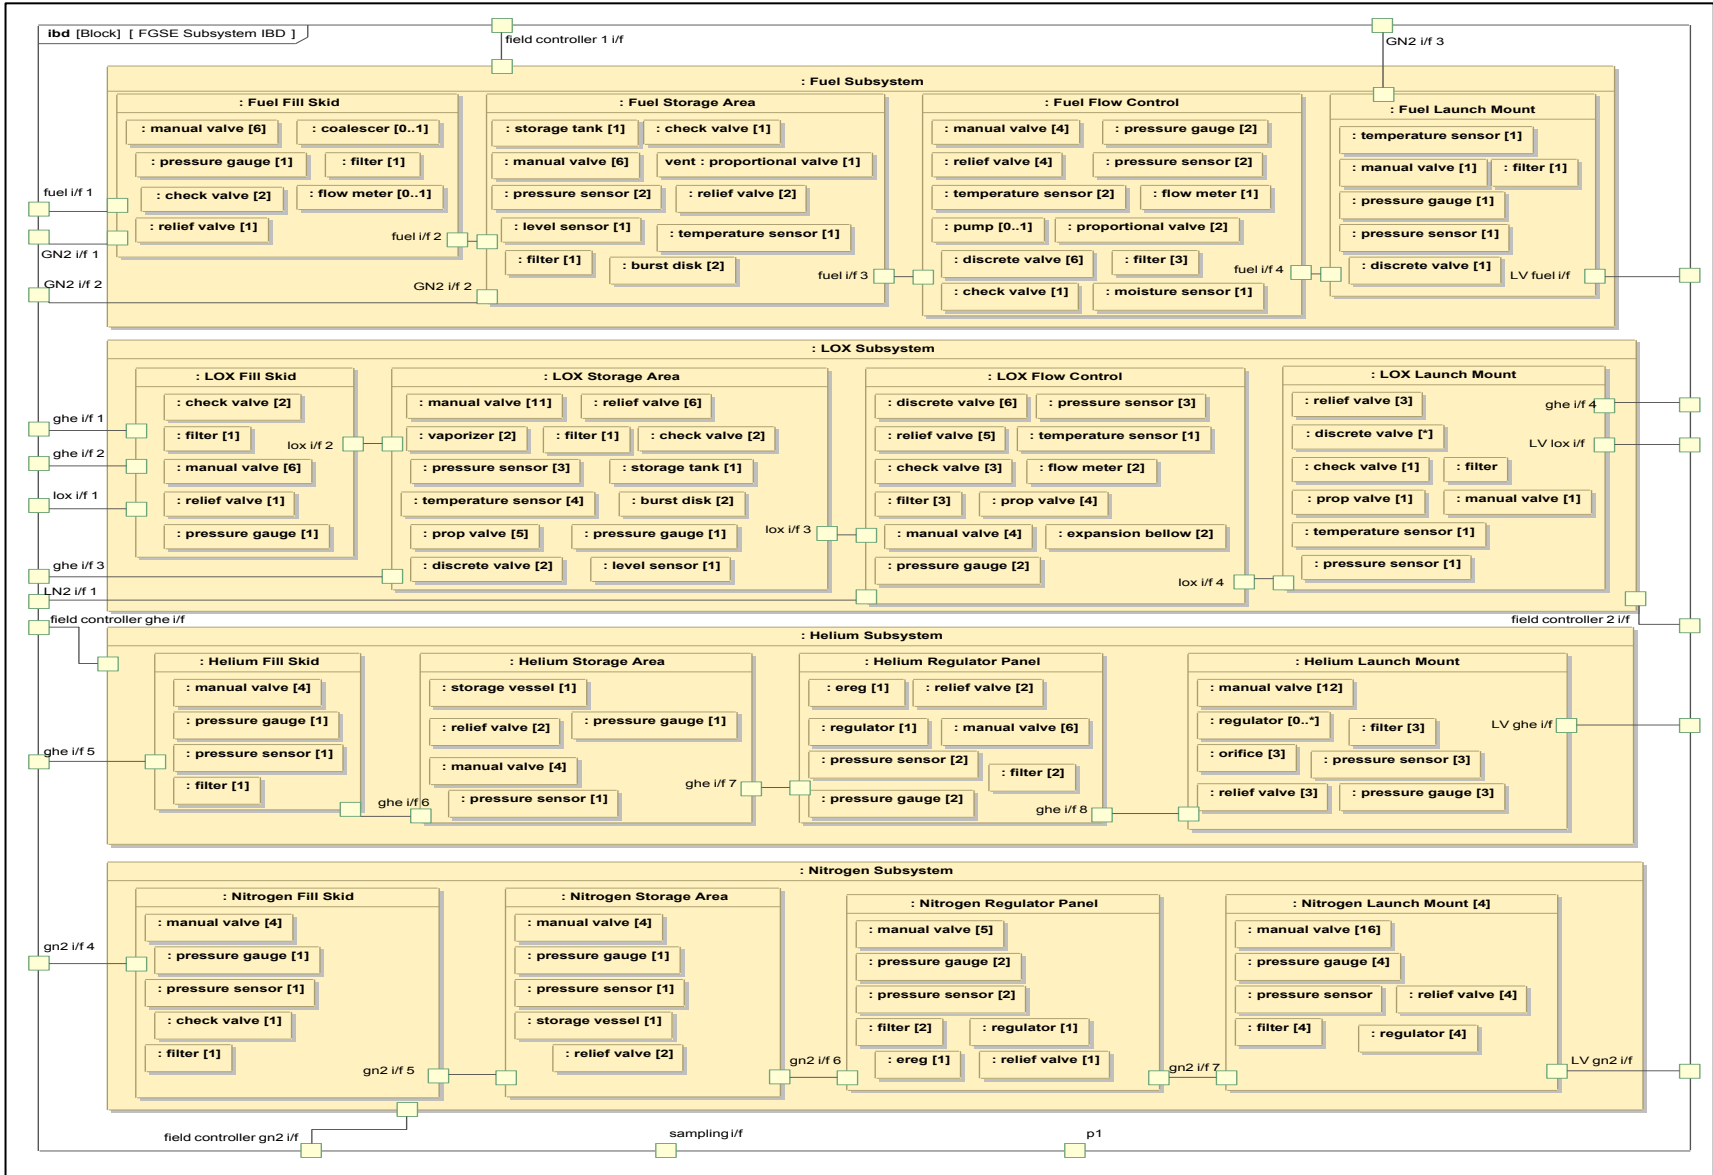 ibd [Block] [ FGSE Subsystem IBD ]
field controller 1 i/f
GN2 i/f 3
: Fuel Subsystem
: Fuel Fill Skid
: manual valve [6]
: coalescer [0..1]
: pressure gauge [1]
: filter [1]
: check valve [2]
: flow meter [0..1]
: relief valve [1]
fuel i/f 1
GN2 i/f 1
GN2 i/f 2
fuel i/f 2
: Fuel Storage Area
: storage tank [1]
: check valve [1]
: manual valve [6]
vent : proportional valve [1]
: pressure sensor [2]
: relief valve [2]
: level sensor [1]
: temperature sensor [1]
: filter [1]
: burst disk [2]
GN2 i/f 2
fuel i/f 3
: Fuel Flow Control
: manual valve [4]
: pressure gauge [2]
: relief valve [4]
: pressure sensor [2]
: temperature sensor [2]
: flow meter [1]
: pump [0..1]
: proportional valve [2]
: discrete valve [6]
: filter [3]
: check valve [1]
: moisture sensor [1]
fuel i/f 4
: Fuel Launch Mount
: temperature sensor [1]
: manual valve [1]
: filter [1]
: pressure gauge [1]
: pressure sensor [1]
: discrete valve [1]
LV fuel i/f
: LOX Subsystem
: LOX Fill Skid
: check valve [2]
: filter [1]
: manual valve [6]
: relief valve [1]
: pressure gauge [1]
ghe i/f 1
ghe i/f 2
lox i/f 1
ghe i/f 3
LN2 i/f 1
lox i/f 2
: LOX Storage Area
: manual valve [11]
: relief valve [6]
: vaporizer [2]
: filter [1]
: check valve [2]
: pressure sensor [3]
: storage tank [1]
: temperature sensor [4]
: burst disk [2]
: prop valve [5]
: pressure gauge [1]
: discrete valve [2]
: level sensor [1]
lox i/f 3
: LOX Flow Control
: discrete valve [6]
: pressure sensor [3]
: relief valve [5]
: temperature sensor [1]
: check valve [3]
: flow meter [2]
: filter [3]
: prop valve [4]
: manual valve [4]
: expansion bellow [2]
: pressure gauge [2]
lox i/f 4
: LOX Launch Mount
: relief valve [3]
: discrete valve [*]
: check valve [1]
: filter
: prop valve [1]
: manual valve [1]
: temperature sensor [1]
: pressure sensor [1]
ghe i/f 4
LV lox i/f
field controller ghe i/f
field controller 2 i/f
: Helium Subsystem
: Helium Fill Skid
: manual valve [4]
: pressure gauge [1]
: pressure sensor [1]
: filter [1]
ghe i/f 5
ghe i/f 6
: Helium Storage Area
: storage vessel [1]
: relief valve [2]
: pressure gauge [1]
: manual valve [4]
: pressure sensor [1]
ghe i/f 7
: Helium Regulator Panel
: ereg [1]
: relief valve [2]
: regulator [1]
: manual valve [6]
: pressure sensor [2]
: filter [2]
: pressure gauge [2]
ghe i/f 8
: Helium Launch Mount
: manual valve [12]
: regulator [0..*]
: filter [3]
: orifice [3]
: pressure sensor [3]
: relief valve [3]
: pressure gauge [3]
LV ghe i/f
: Nitrogen Subsystem
: Nitrogen Fill Skid
: manual valve [4]
: pressure gauge [1]
: pressure sensor [1]
: check valve [1]
: filter [1]
gn2 i/f 4
gn2 i/f 5
: Nitrogen Storage Area
: manual valve [4]
: pressure gauge [1]
: pressure sensor [1]
: storage vessel [1]
: relief valve [2]
gn2 i/f 6
: Nitrogen Regulator Panel
: manual valve [5]
: pressure gauge [2]
: pressure sensor [2]
: filter [2]
: regulator [1]
: ereg [1]
: relief valve [1]
gn2 i/f 7
: Nitrogen Launch Mount [4]
: manual valve [16]
: pressure gauge [4]
: pressure sensor
: relief valve [4]
: filter [4]
: regulator [4]
LV gn2 i/f
field controller gn2 i/f
sampling i/f
p1